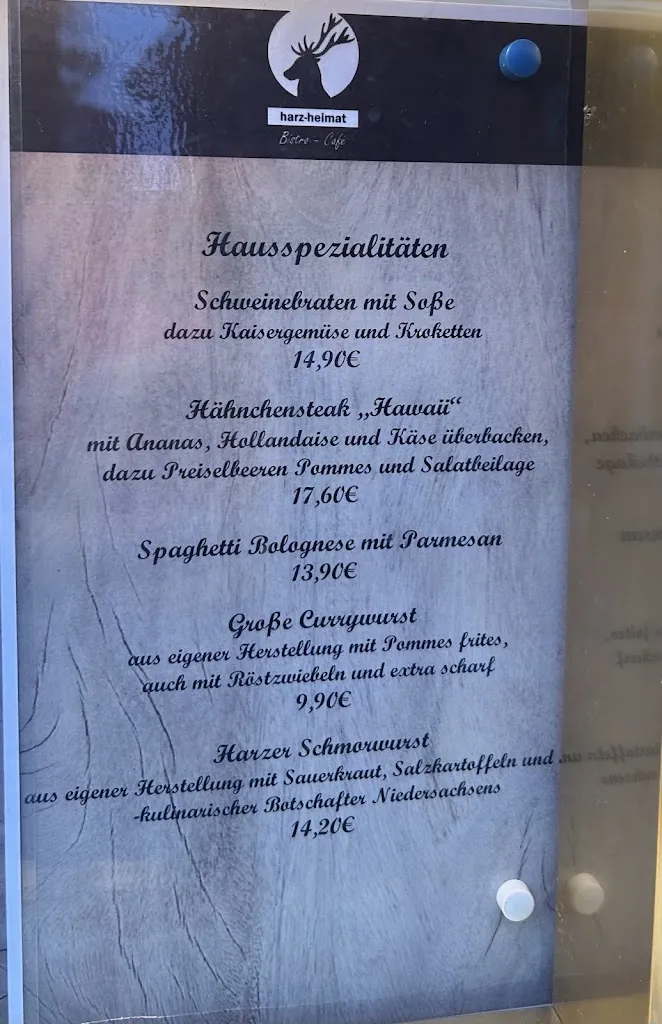 harz-heimat
Bistro - Café
Hausspezialitäten
Schweinebraten mit Soße
dazu Kaisergemüse und Kroketten
14,90€
Hähnchensteak „Hawaii“
mit Ananas, Hollandaise und Käse überbacken,
dazu Preiselbeeren Pommes und Salatbeilage
17,60€
Spaghetti Bolognese mit Parmesan
13,90€
Große Currywurst
aus eigener Herstellung mit Pommes frites,
auch mit Röstzwiebeln und extra scharf
9,90€
Harzer Schmorwurst
aus eigener Herstellung mit Sauerkraut, Salzkartoffeln und
-kulinarischer Botschafter Niedersachsens
14,20€